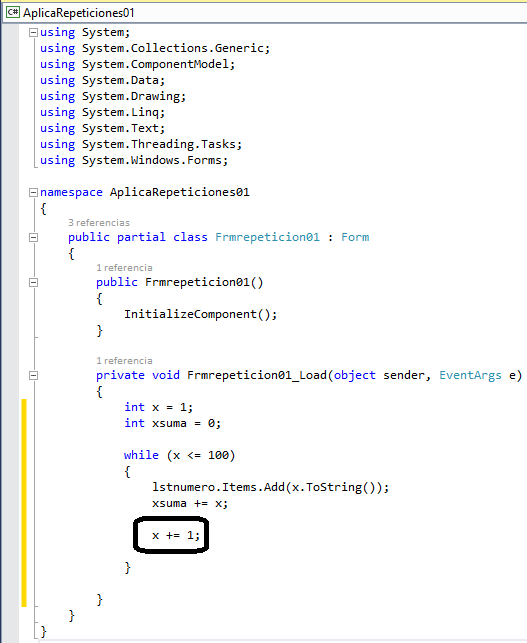 C# AplicaRepeticiones01
using System;
using System.Collections.Generic;
using System.ComponentModel;
using System.Data;
using System.Drawing;
using System.Linq;
using System.Text;
using System.Threading.Tasks;
using System.Windows.Forms;
namespace AplicaRepeticiones01
{
3 referencias
public partial class Frmrepeticion01 : Form
{
1 referencia
public Frmrepeticion01()
{
InitializeComponent();
}
1 referencia
private void Frmrepeticion01_Load(object sender, EventArgs e)
{
int x = 1;
int xsuma = 0;
while (x <= 100)
{
lstnumero.Items.Add(x.ToString());
xsuma += x;
x += 1;
}
}
}
}